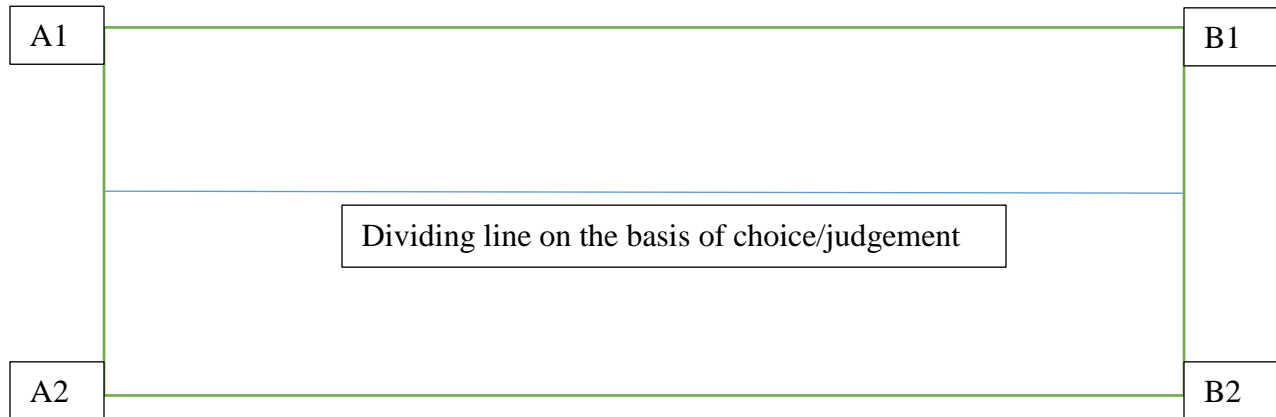 A1
B1
Dividing line on the basis of choice/judgement
A2
B2